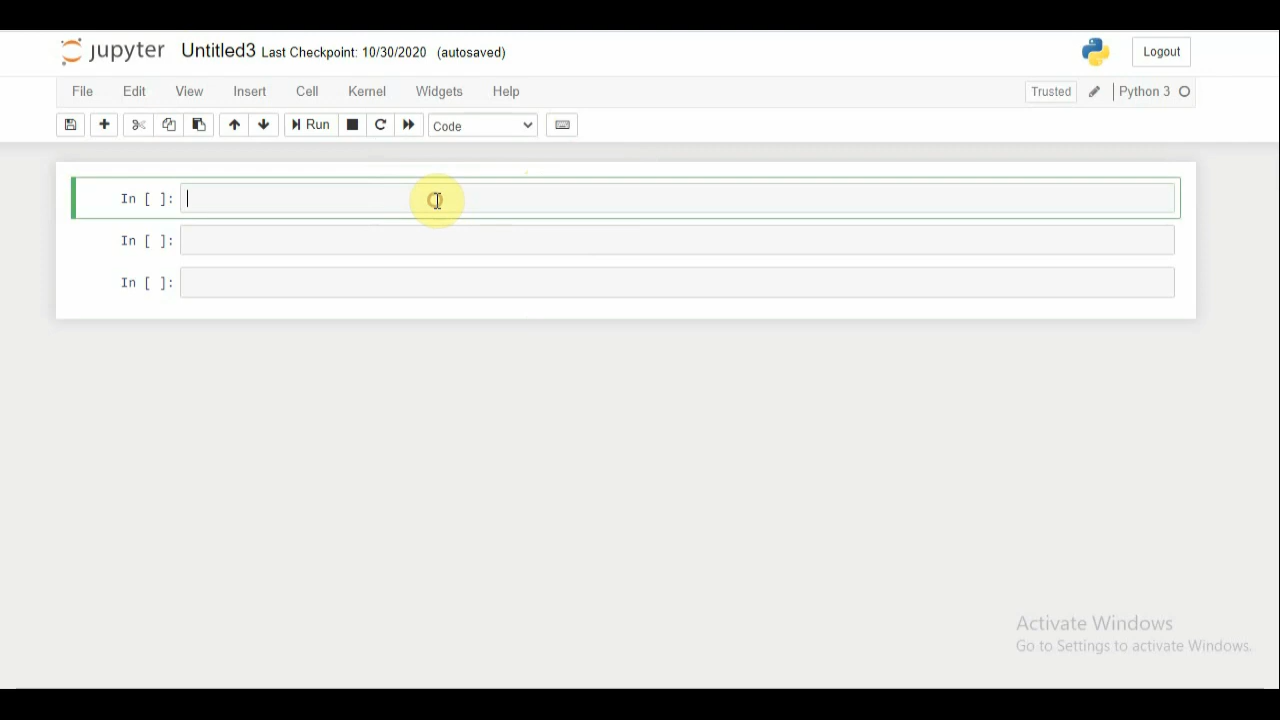 jupyter Untitled3 Last Checkpoint: 10/30/2020 (autosaved)
Logout
File Edit View Insert Cell Kernel Widgets Help
Trusted Python 3
Run Code
In [ ]:
In [ ]:
In [ ]:
Activate Windows
Go to Settings to activate Windows.